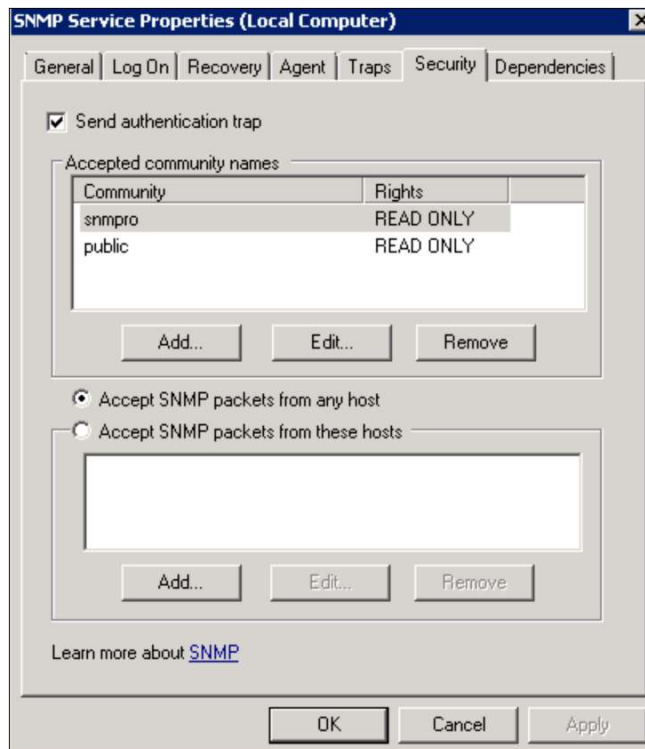 SNMP Service Properties (Local Computer)
General Log On Recovery Agent Traps Security Dependencies
Send authentication trap
Accepted community names
Community Rights
snmpro READ ONLY
public READ ONLY
Add... Edit... Remove
Accept SNMP packets from any host
Accept SNMP packets from these hosts
Add... Edit... Remove
Learn more about SNMP
OK Cancel Apply